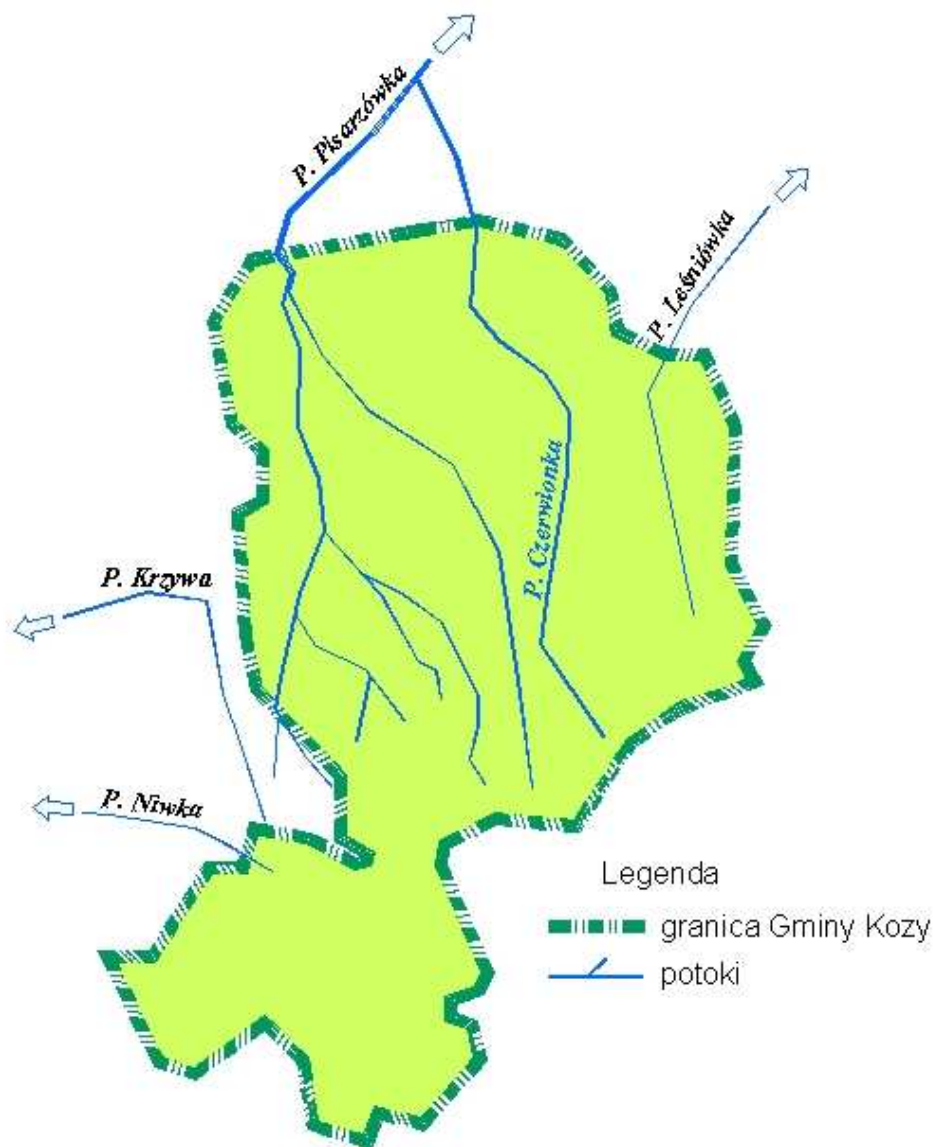 P. Pisarzówka
P. Leśniówka
P. Czerwionka
P. Krzywa
P. Niwka
Legenda
granica Gminy Kozy
potoki